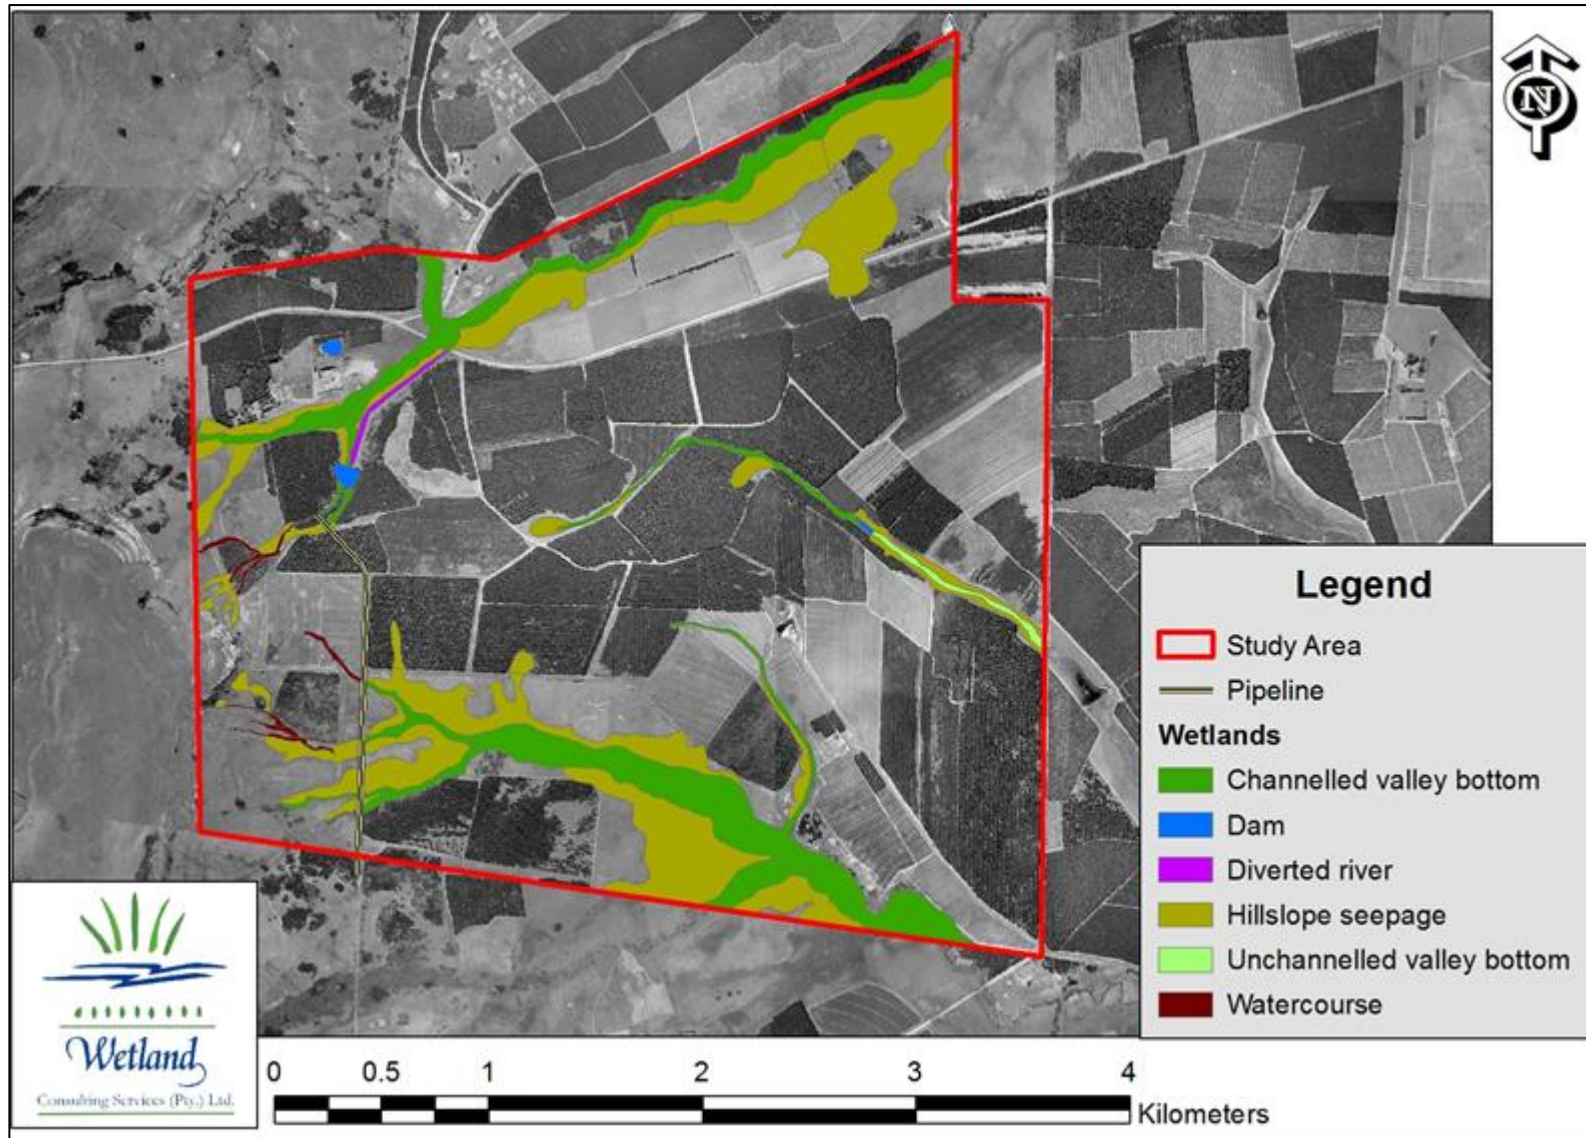 N
Legend
Study Area
Pipeline
Wetlands
Channelled valley bottom
Dam
Diverted river
Hillslope seepage
Unchannelled valley bottom
Watercourse
Wetland
Consulting Services (Pty.) Ltd.
0 0.5 1 2 3 4
Kilometers